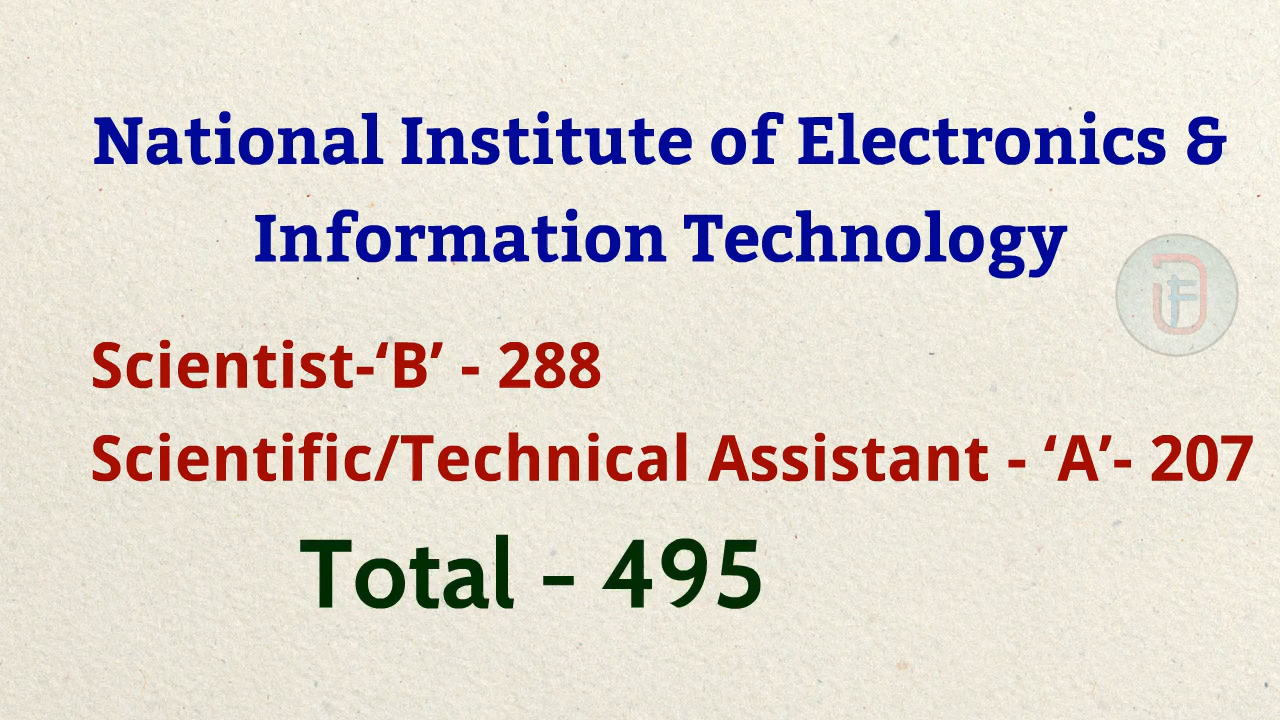 National Institute of Electronics &
Information Technology
Scientist-‘B’ - 288
Scientific/Technical Assistant - ‘A’- 207
Total - 495